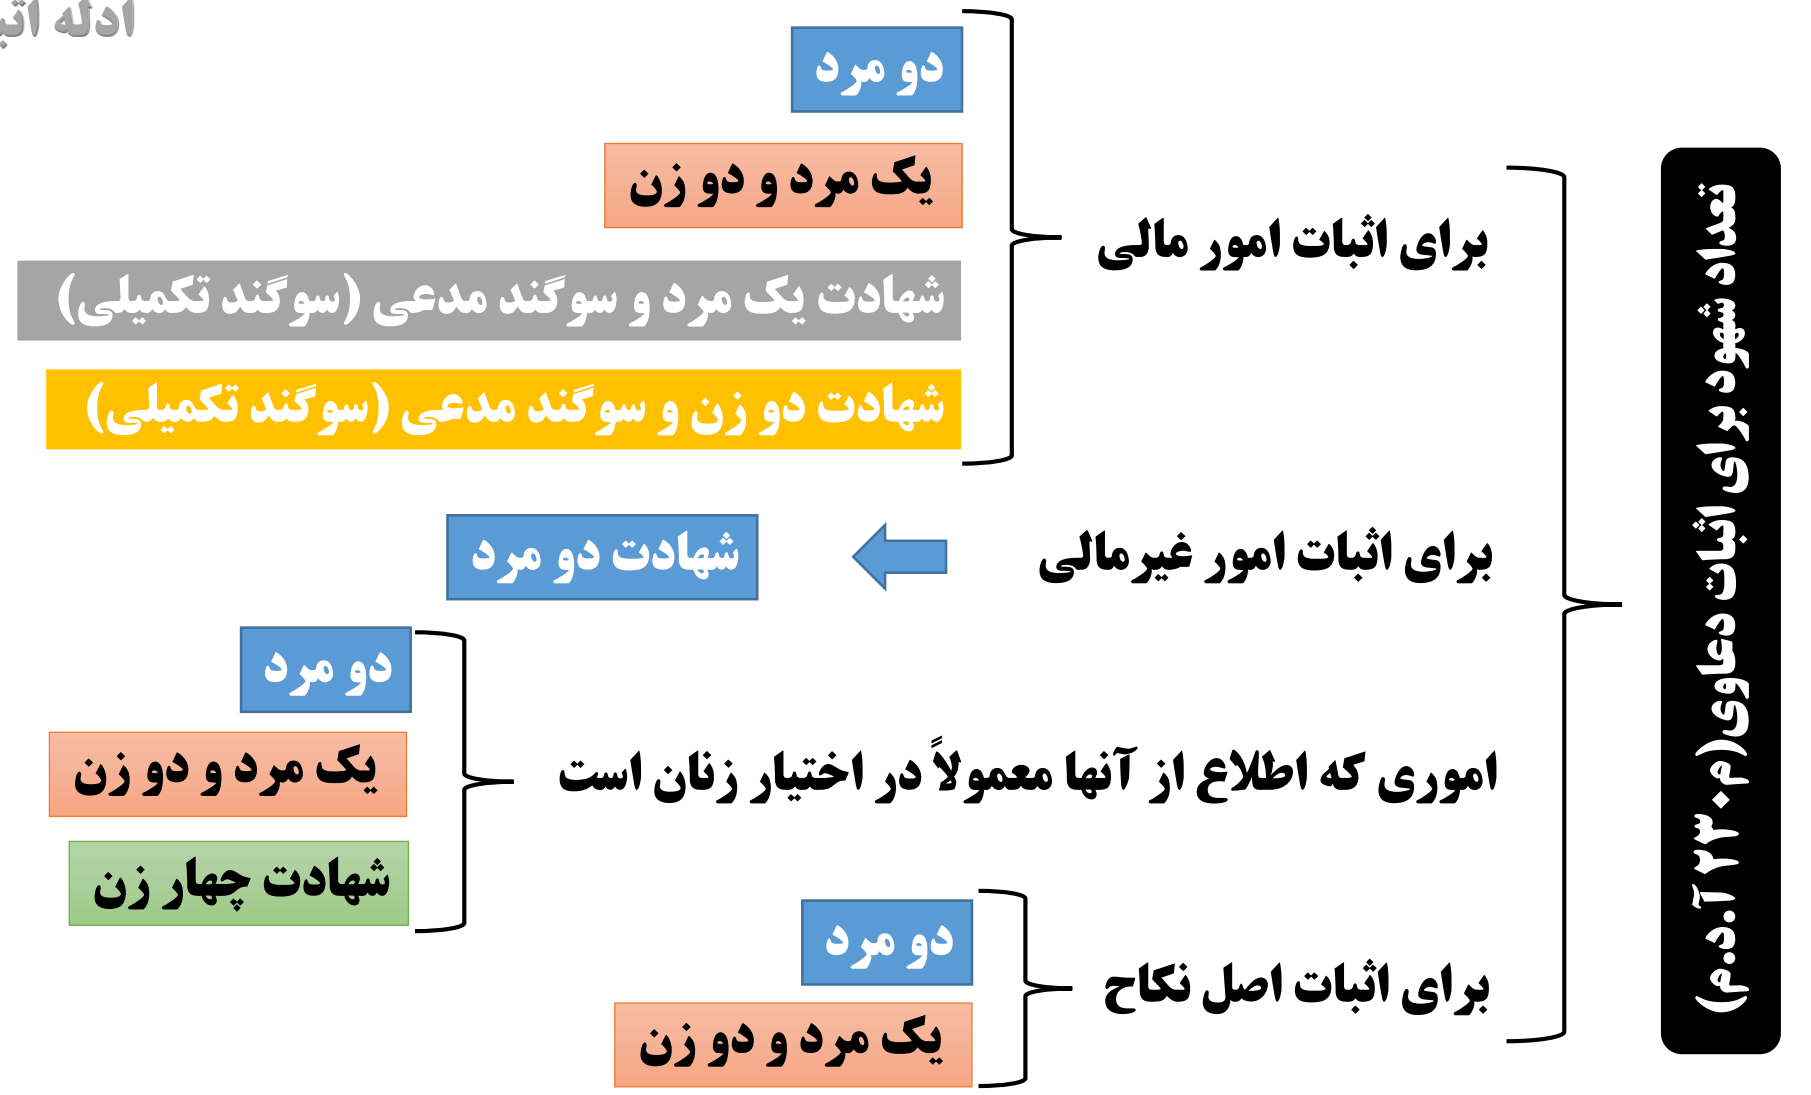 ادله
تعداد شهود برای اثبات دعاوی(م۲۳۰ آ.د.م)
برای اثبات امور مالی
دو مرد
یک مرد و دو زن
شهادت یک مرد و سوگند مدعی (سوگند تکمیلی)
شهادت دو زن و سوگند مدعی (سوگند تکمیلی)
برای اثبات امور غیرمالی
شهادت دو مرد
اموری که اطلاع از آنها معمولاً در اختیار زنان است
دو مرد
یک مرد و دو زن
شهادت چهار زن
برای اثبات اصل نکاح
دو مرد
یک مرد و دو زن